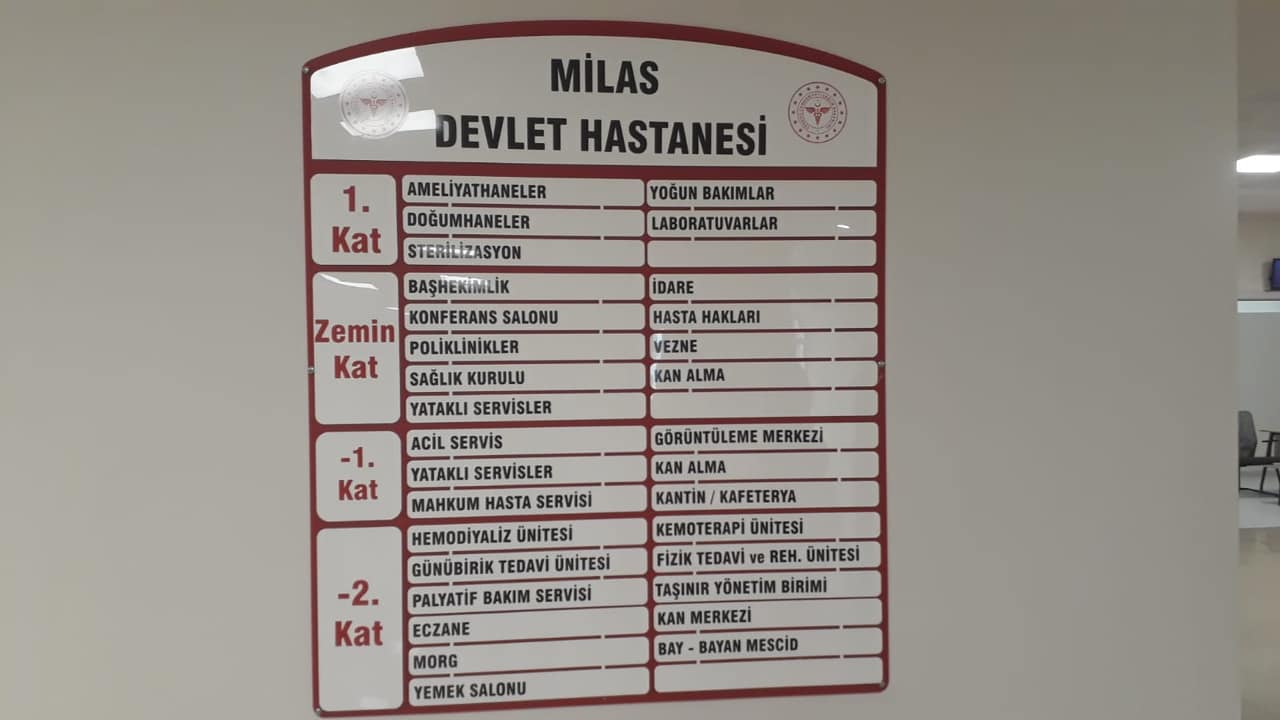 MİLAS
DEVLET HASTANESİ
1.
Kat
AMELİYATHANELER
YOĞUN BAKIMLAR
DOĞUMHANELER
LABORATUVARLAR
STERİLİZASYON
Zemin
Kat
BAŞHEKİMLİK
İDARE
KONFERANS SALONU
HASTA HAKLARI
POLİKLİNİKLER
VEZNE
SAĞLIK KURULU
KAN ALMA
YATAKLI SERVİSLER
-1.
Kat
ACİL SERVİS
GÖRÜNTÜLEME MERKEZİ
YATAKLI SERVİSLER
KAN ALMA
MAHKUM HASTA SERVİSİ
KANTİN / KAFETERYA
-2.
Kat
HEMODİYALİZ ÜNİTESİ
KEMOTERAPİ ÜNİTESİ
GÜNÜBİRİK TEDAVİ ÜNİTESİ
FİZİK TEDAVİ ve REH. ÜNİTESİ
PALYATİF BAKIM SERVİSİ
TAŞINIR YÖNETİM BİRİMİ
ECZANE
KAN MERKEZİ
MORG
BAY - BAYAN MESCİD
YEMEK SALONU